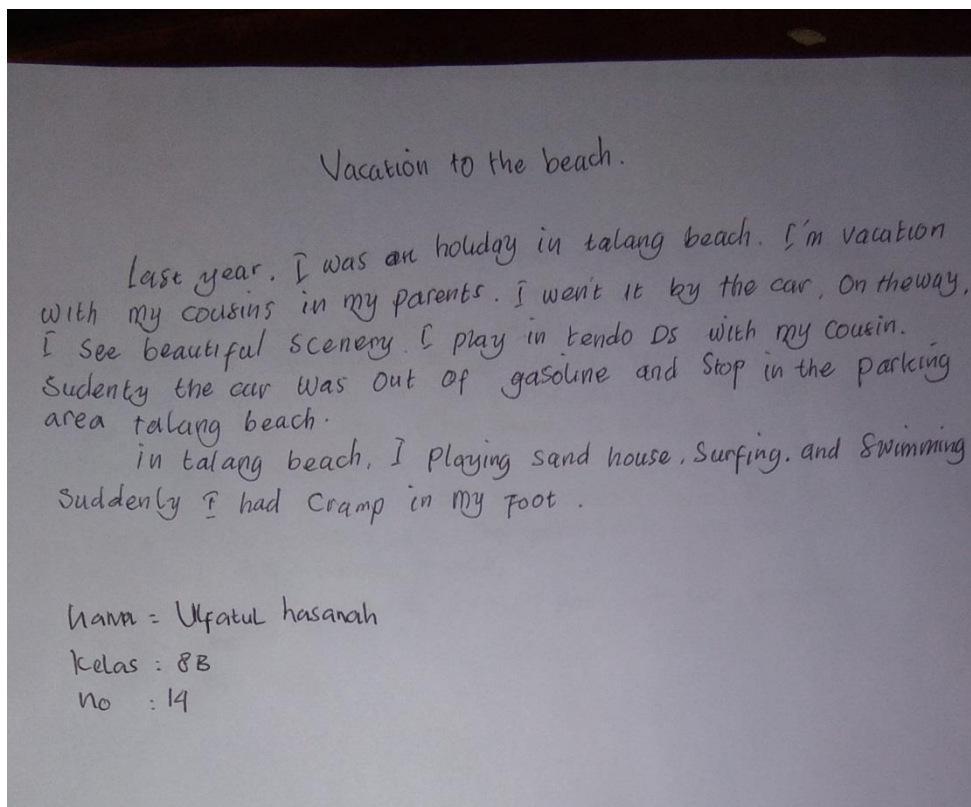 Vacation to the beach.
Last year, I was an holiday in talang beach. I'm vacation
with my cousins in my parents. I went it by the car, On theway,
I see beautiful scenery. I play in tendo Ds with my cousin.
Sudenty the car was out of gasoline and Stop in the parking
area talang beach.
in talang beach, I playing sand house, Surfing, and Swimming
Suddenly I had Cramp in my Foot.
Nama = Ulfatul hasanah
Kelas : 8B
no : 14